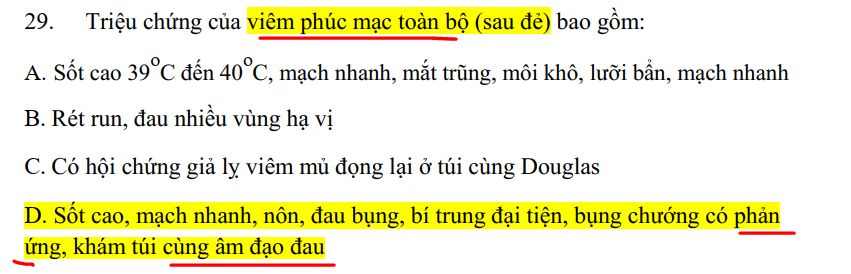 29. Triệu chứng của viêm phúc mạc toàn bộ (sau đẻ) bao gồm:
A. Sốt cao 39°C đến 40°C, mạch nhanh, mắt trũng, môi khô, lưỡi bẩn, mạch nhanh
B. Rét run, đau nhiều vùng hạ vị
C. Có hội chứng giả lỵ viêm mủ đọng lại ở túi cùng Douglas
D. Sốt cao, mạch nhanh, nôn, đau bụng, bí trung đại tiện, bụng chướng có phản
ứng, khám túi cùng âm đạo đau